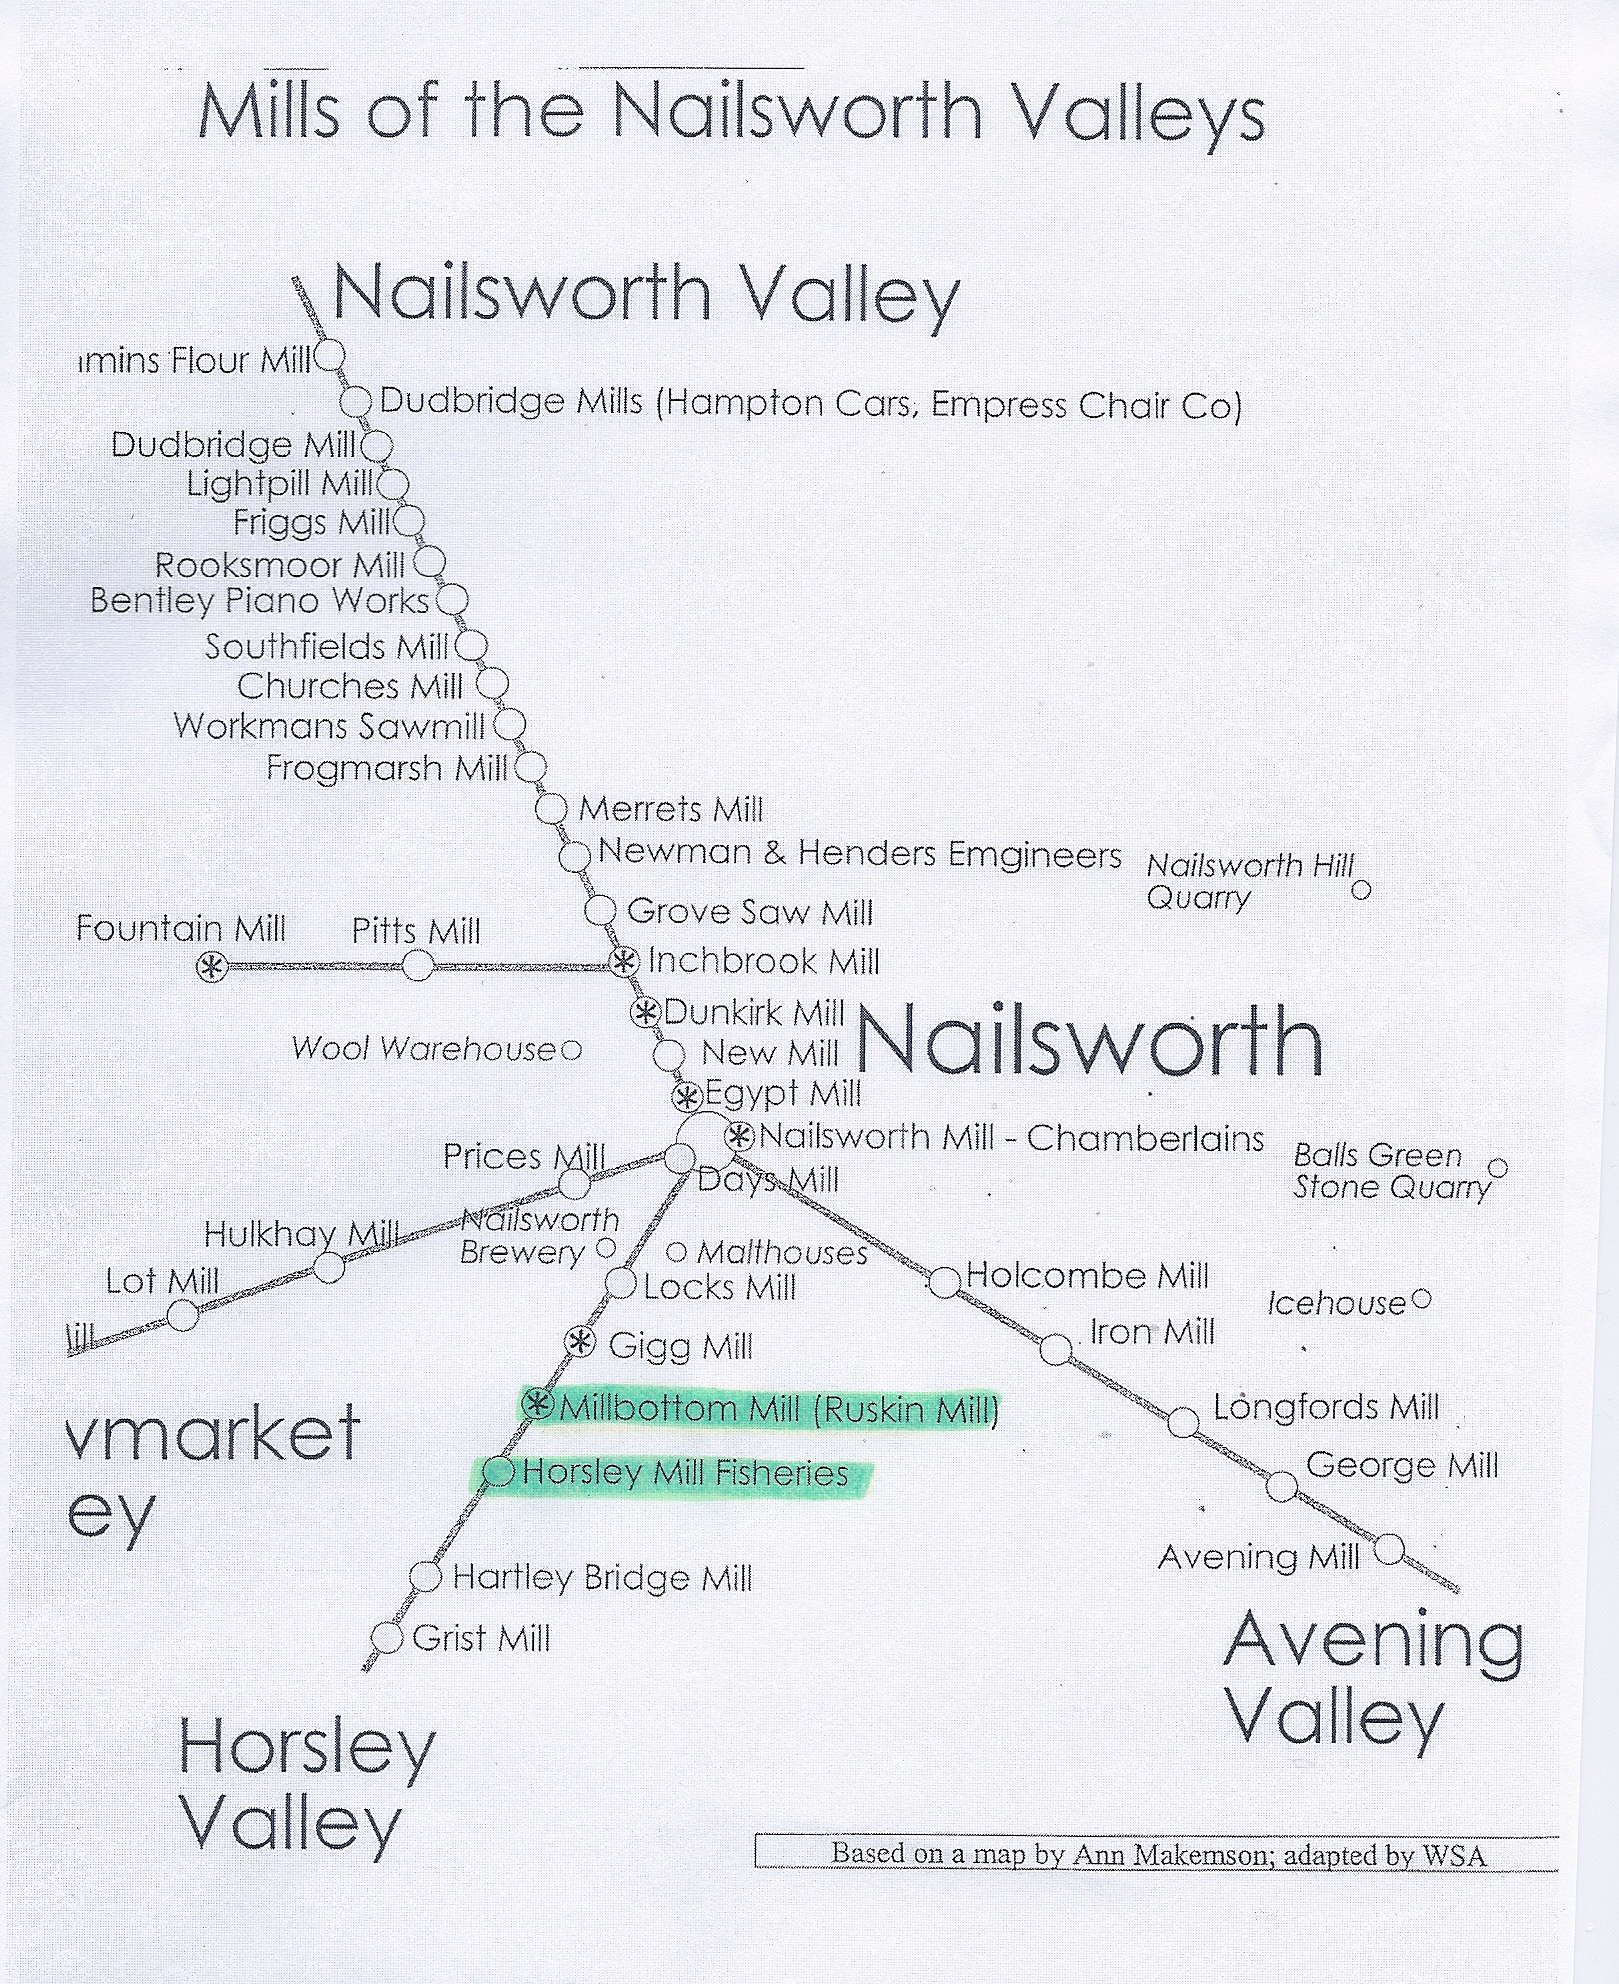 Mills of the Nailsworth Valleys
Nailsworth Valley
Flour Mill
Dudbridge Mills (Hampton Cars, Empress Chair Co)
Dudbridge Mill
Lightpill Mill
Friggs Mill
Rooksmoor Mill
Bentley Piano Works
Southfields Mill
Churches Mill
Workmans Sawmill
Frogmarsh Mill
Merrets Mill
Newman & Henders Emgineers
Nailsworth Hill
Quarry
Grove Saw Mill
Fountain Mill
Pitts Mill
Inchbrook Mill
Dunkirk Mill
Nailsworth
Wool Warehouse
New Mill
Egypt Mill
Nailsworth Mill - Chamberlains
Balls Green
Stone Quarry
Prices Mill
Days Mill
Nailsworth
Brewery
Malthouses
Hulkhay Mill
Lot Mill
Locks Mill
Holcombe Mill
Icehouse
Iron Mill
Gigg Mill
Millbottom Mill (Ruskin Mill)
Longfords Mill
vmarket
ey
Horsley Mill Fisheries
George Mill
Avening Mill
Hartley Bridge Mill
Grist Mill
Avening
Valley
Horsley
Valley
Based on a map by Ann Makemson; adapted by WSA